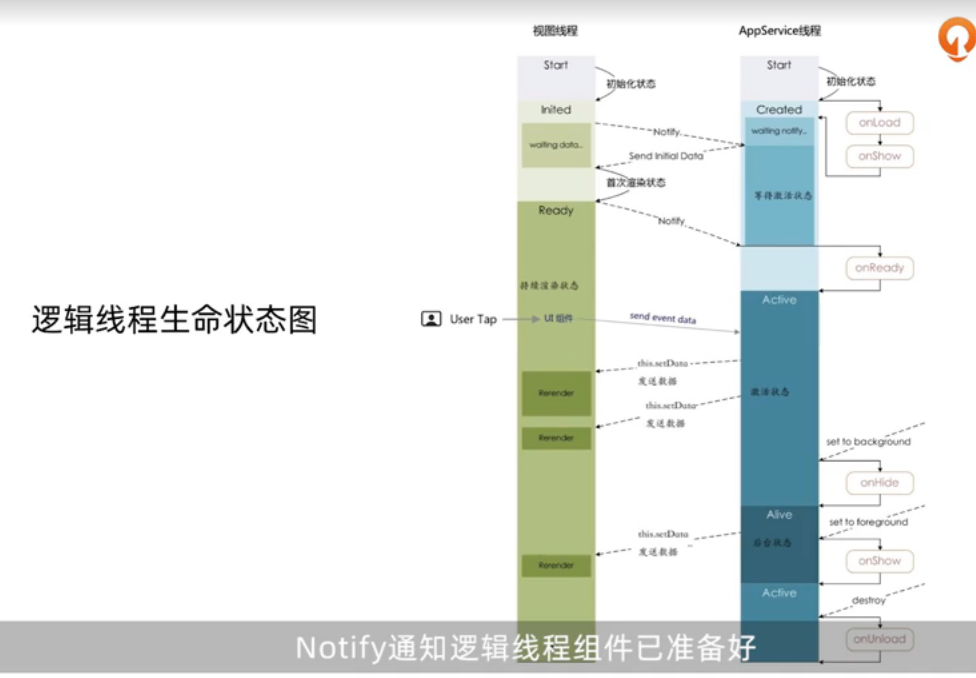 视图线程
AppService线程
Start
初始化状态
Start
初始化状态
Inited
waiting data..
Notify
Send Initial Data
首次渲染状态
Created
waiting notify..
等待激活状态
onLoad
onShow
Ready
Notify
onReady
持续渲染状态
Active
逻辑线程生命状态图
User Tap
UI 组件
send event data
this.setData
发送数据
Rerender
激活状态
this.setData
发送数据
Rerender
set to background
onHide
Alive
set to foreground
this.setData
发送数据
后台状态
Rerender
onShow
Active
destroy
onUnload
Notify通知逻辑线程组件已准备好